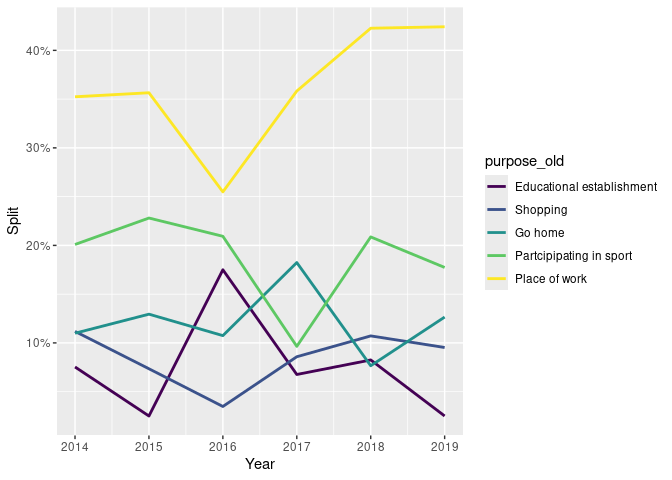 40%
30%
20%
10%
Split
2014 2015 2016 2017 2018 2019
Year
purpose_old
Educational establishment
Shopping
Go home
Partcipipating in sport
Place of work